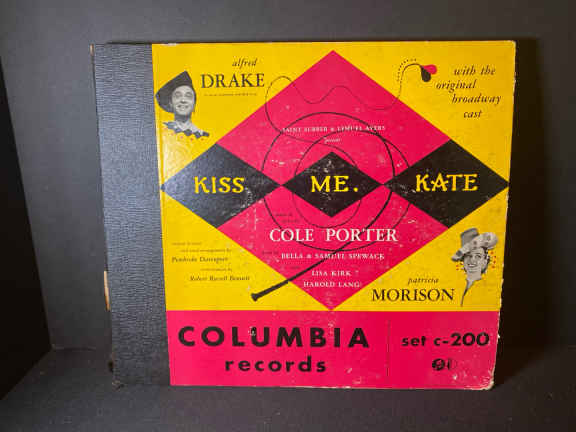 alfred
DRAKE
with the
original
broadway
cast
SAINT SUBBER & LEMUEL AYERS
present
KISS ME, KATE
COLE PORTER
BELLA & SAMUEL SPEWACK
LISA KIRK
HAROLD LANG
Pembroke Davenport
Robert Russell Bennett
patricia
MORISON
COLUMBIA
records
set c-200